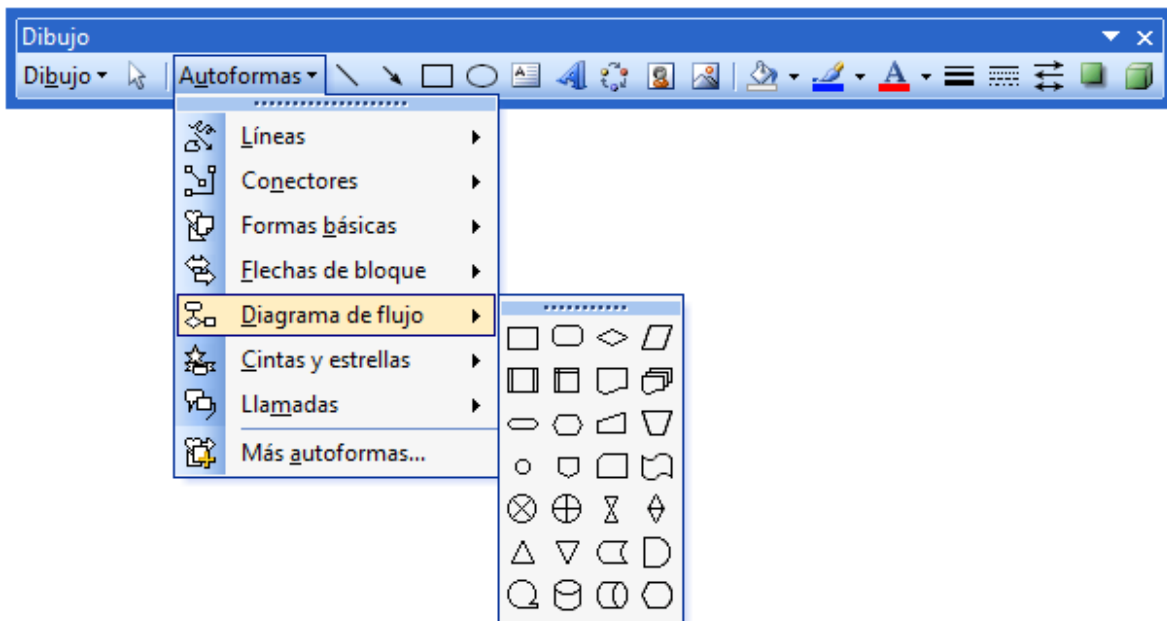 Dibujo
Dibujo Autoformas A
Líneas
Conectores
Formas básicas
Flechas de bloque
Diagrama de flujo
Cintas y estrellas
Llamadas
Más autoformas...